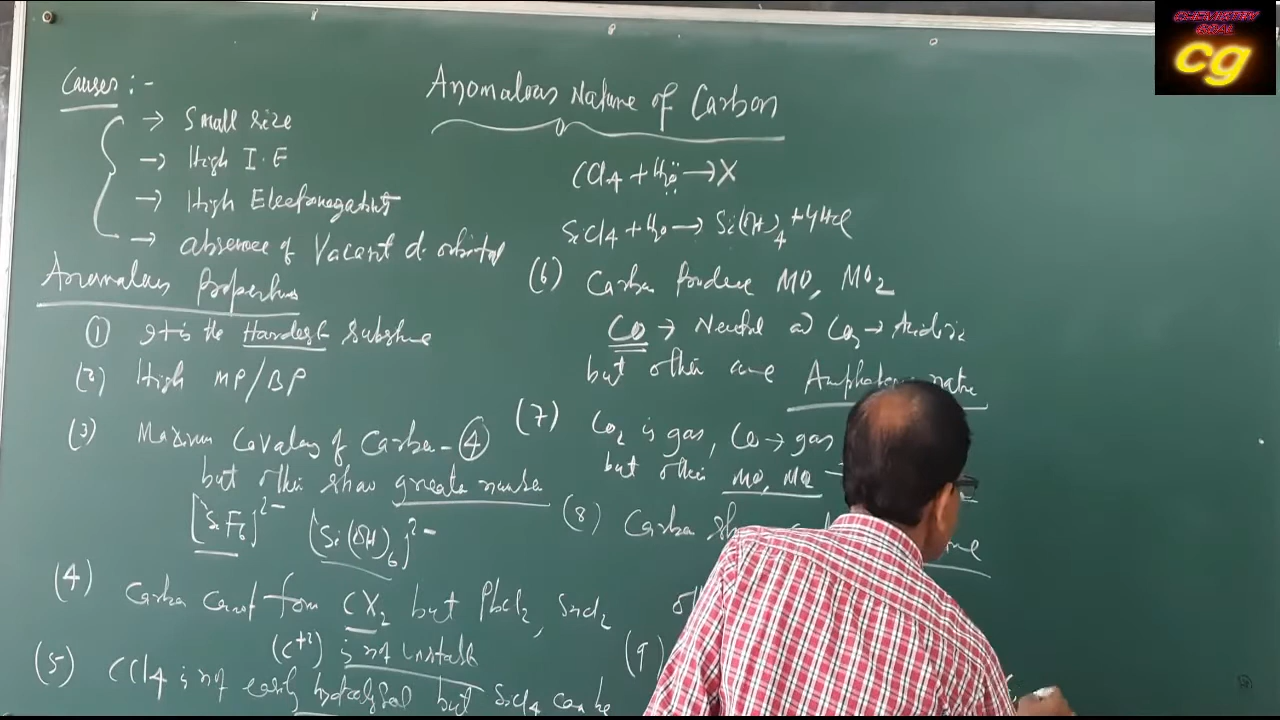 CHEMISTRY
GOAL
cg
Anomalous Nature of Carbon
Causes :-
→ Small size
→ High I.E
→ High Electronegativity
→ absence of Vacant d-orbital
Anomalous Properties
(1) It is the Hardest Substance
(2) High MP/BP
(3) Maximum Covalency of Carbon - (4)
but other show greater number
[SiF6]2- [Si(OH)6]2-
(4) Carbon cannot form CX2 but PbCl2, SnCl2
(C+2) is not unstable
(5) CCl4 is not easily hydrolysed but SiCl4 can be
CCl4 + H2O → X
SiCl4 + H2O → Si(OH)4 + 4HCl
(6) Carbon produce MO, MO2
CO → Neutral and CO2 → Acidic
but other are Amphoteric nature
(7) CO2 is gas, CO → gas
but other MO, MO2 →
(8) Carbon
(9)